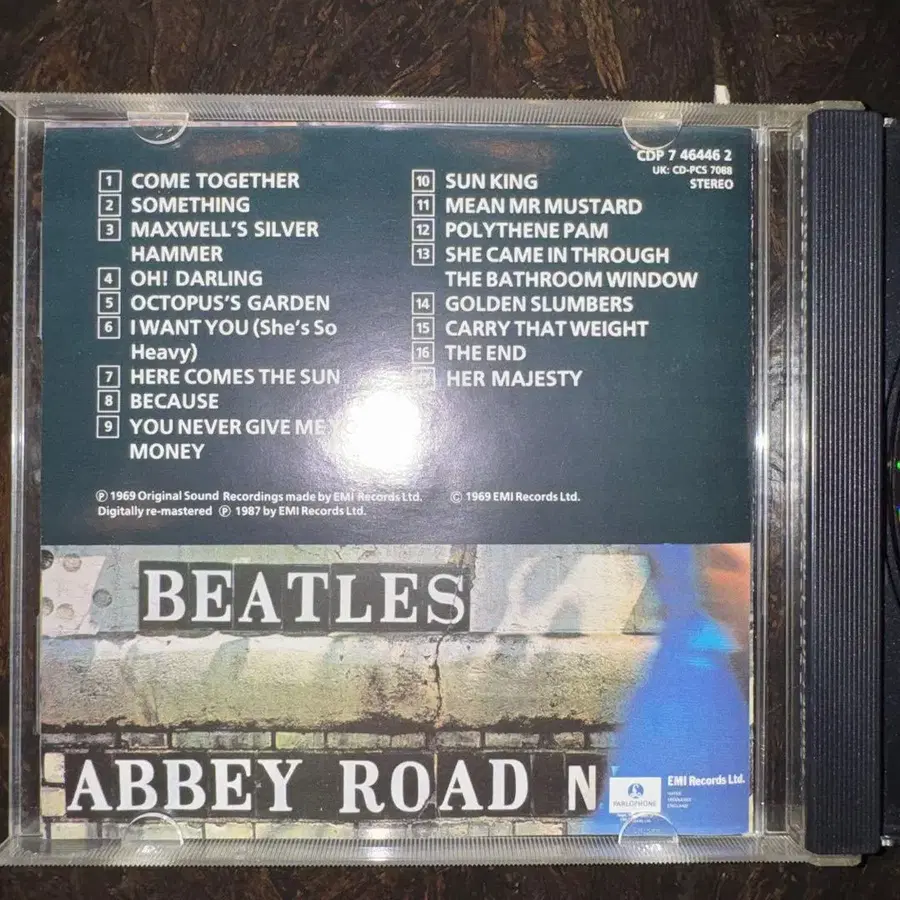 1 COME TOGETHER
2 SOMETHING
3 MAXWELL'S SILVER
HAMMER
4 OH! DARLING
5 OCTOPUS'S GARDEN
6 I WANT YOU (She's So
Heavy)
7 HERE COMES THE SUN
8 BECAUSE
9 YOU NEVER GIVE ME
MONEY
10 SUN KING
11 MEAN MR MUSTARD
12 POLYTHENE PAM
13 SHE CAME IN THROUGH
THE BATHROOM WINDOW
14 GOLDEN SLUMBERS
15 CARRY THAT WEIGHT
16 THE END
17 HER MAJESTY
CDP 7 46446 2
UK: CD-PCS 7088
STEREO
℗ 1969 Original Sound Recordings made by EMI Records Ltd. © 1969 EMI Records Ltd.
Digitally re-mastered ℗ 1987 by EMI Records Ltd.
BEATLES
ABBEY ROAD N
PARLOPHONE
EMI Records Ltd.